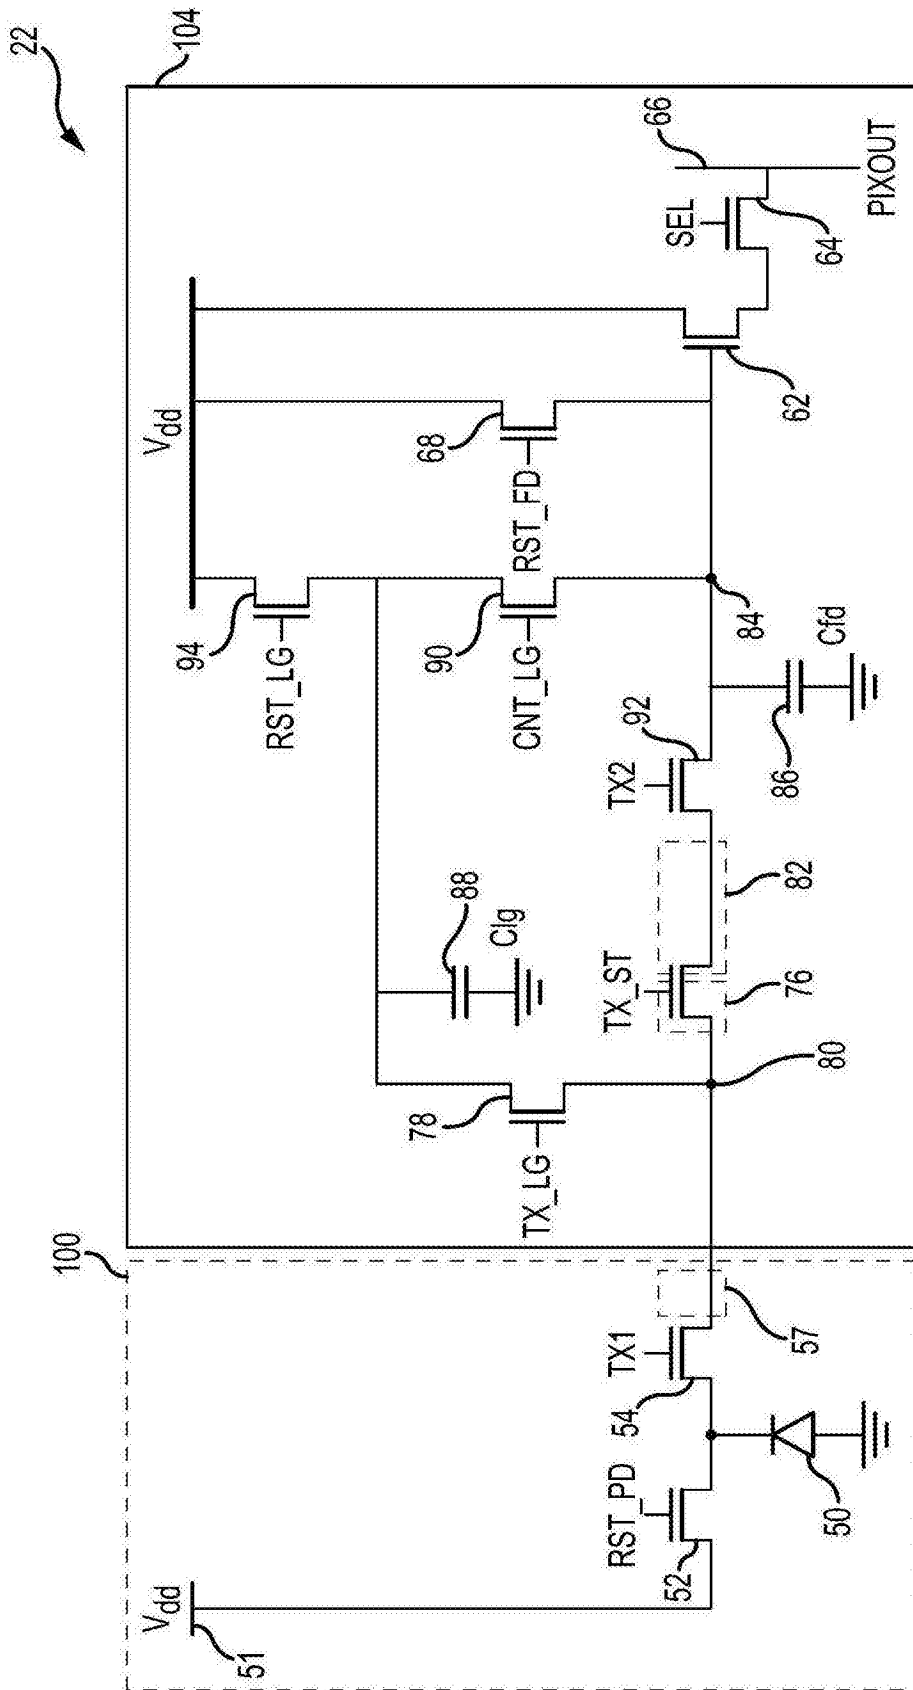 22
104
66
PIXOUT
SEL
64
62
Vdd
68
RST_FD
94
RST_LG
90
CNT_LG
84
Cfd
86
92
TX2
82
88
Clg
TX_ST
76
80
78
TX_LG
100
57
TX1
54
50
RST_PD
52
Vdd
51